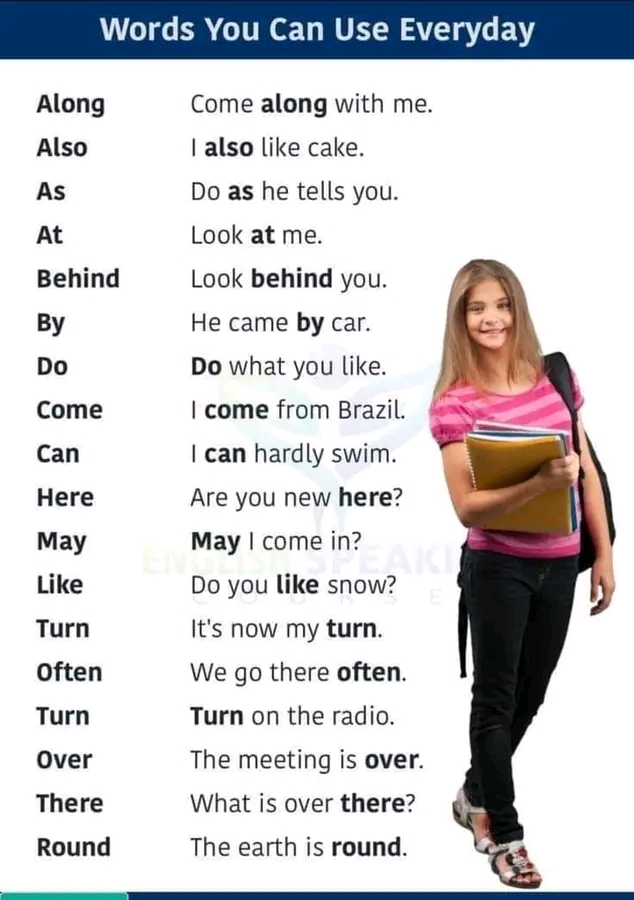 Words You Can Use Everyday
Along Come along with me.
Also I also like cake.
As Do as he tells you.
At Look at me.
Behind Look behind you.
By He came by car.
Do Do what you like.
Come I come from Brazil.
Can I can hardly swim.
Here Are you new here?
May May I come in?
ENGLISH SPEAKI
Like Do you like snow?
COURSE
Turn It's now my turn.
Often We go there often.
Turn Turn on the radio.
Over The meeting is over.
There What is over there?
Round The earth is round.